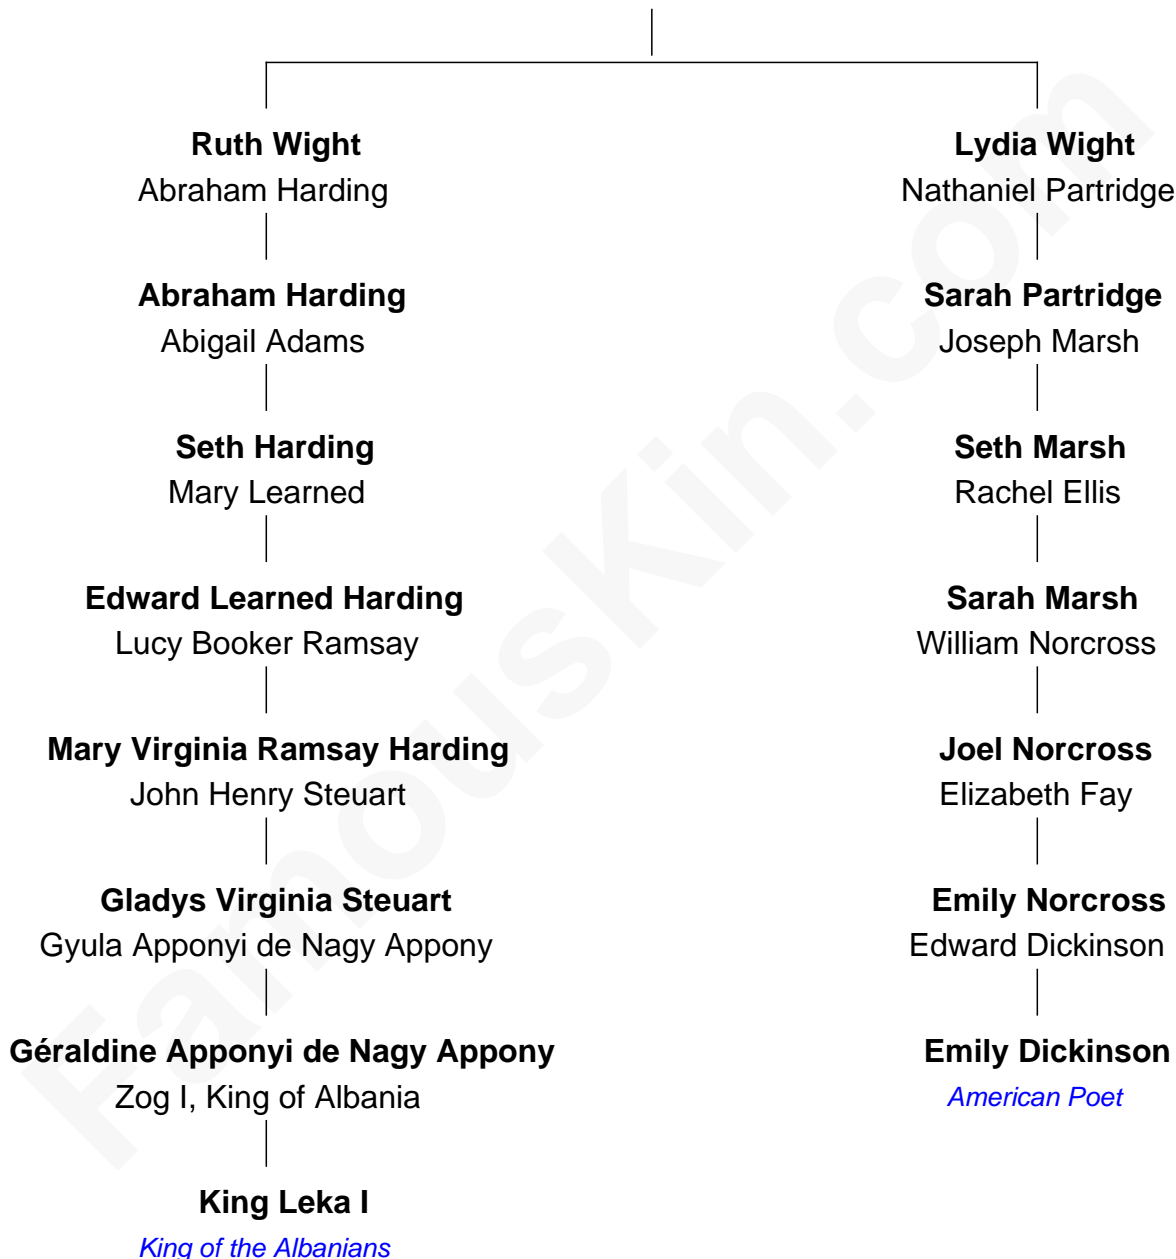 Ruth Wight
Abraham Harding
Abraham Harding
Abigail Adams
Seth Harding
Mary Learned
Edward Learned Harding
Lucy Booker Ramsay
Mary Virginia Ramsay Harding
John Henry Steuart
Gladys Virginia Steuart
Gyula Apponyi de Nagy Appony
Géraldine Apponyi de Nagy Appony
Zog I, King of Albania
King Leka I
King of the Albanians
Lydia Wight
Nathaniel Partridge
Sarah Partridge
Joseph Marsh
Seth Marsh
Rachel Ellis
Sarah Marsh
William Norcross
Joel Norcross
Elizabeth Fay
Emily Norcross
Edward Dickinson
Emily Dickinson
American Poet
FamousKin.com